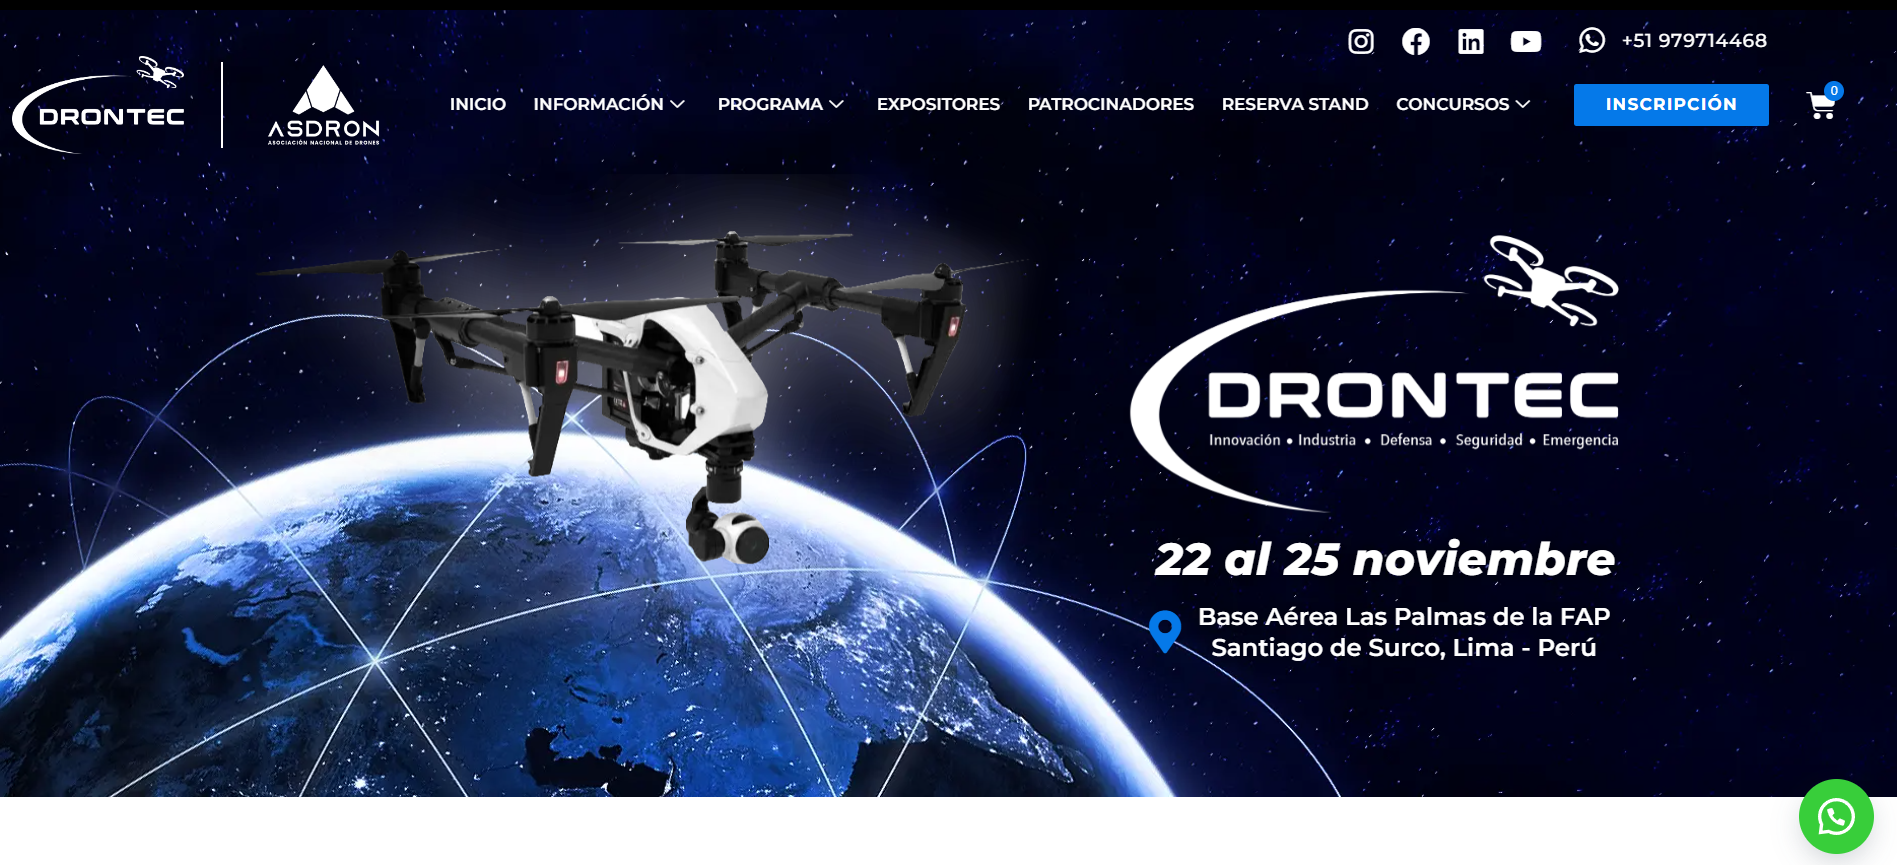 +51 979714468
DRONTEC
ASDRON
ASOCIACIÓN NACIONAL DE DRONES
INICIO
INFORMACIÓN
PROGRAMA
EXPOSITORES
PATROCINADORES
RESERVA STAND
CONCURSOS
INSCRIPCIÓN
0
DRONTEC
Innovación • Industria • Defensa • Seguridad • Emergencia
22 al 25 noviembre
Base Aérea Las Palmas de la FAP
Santiago de Surco, Lima - Perú